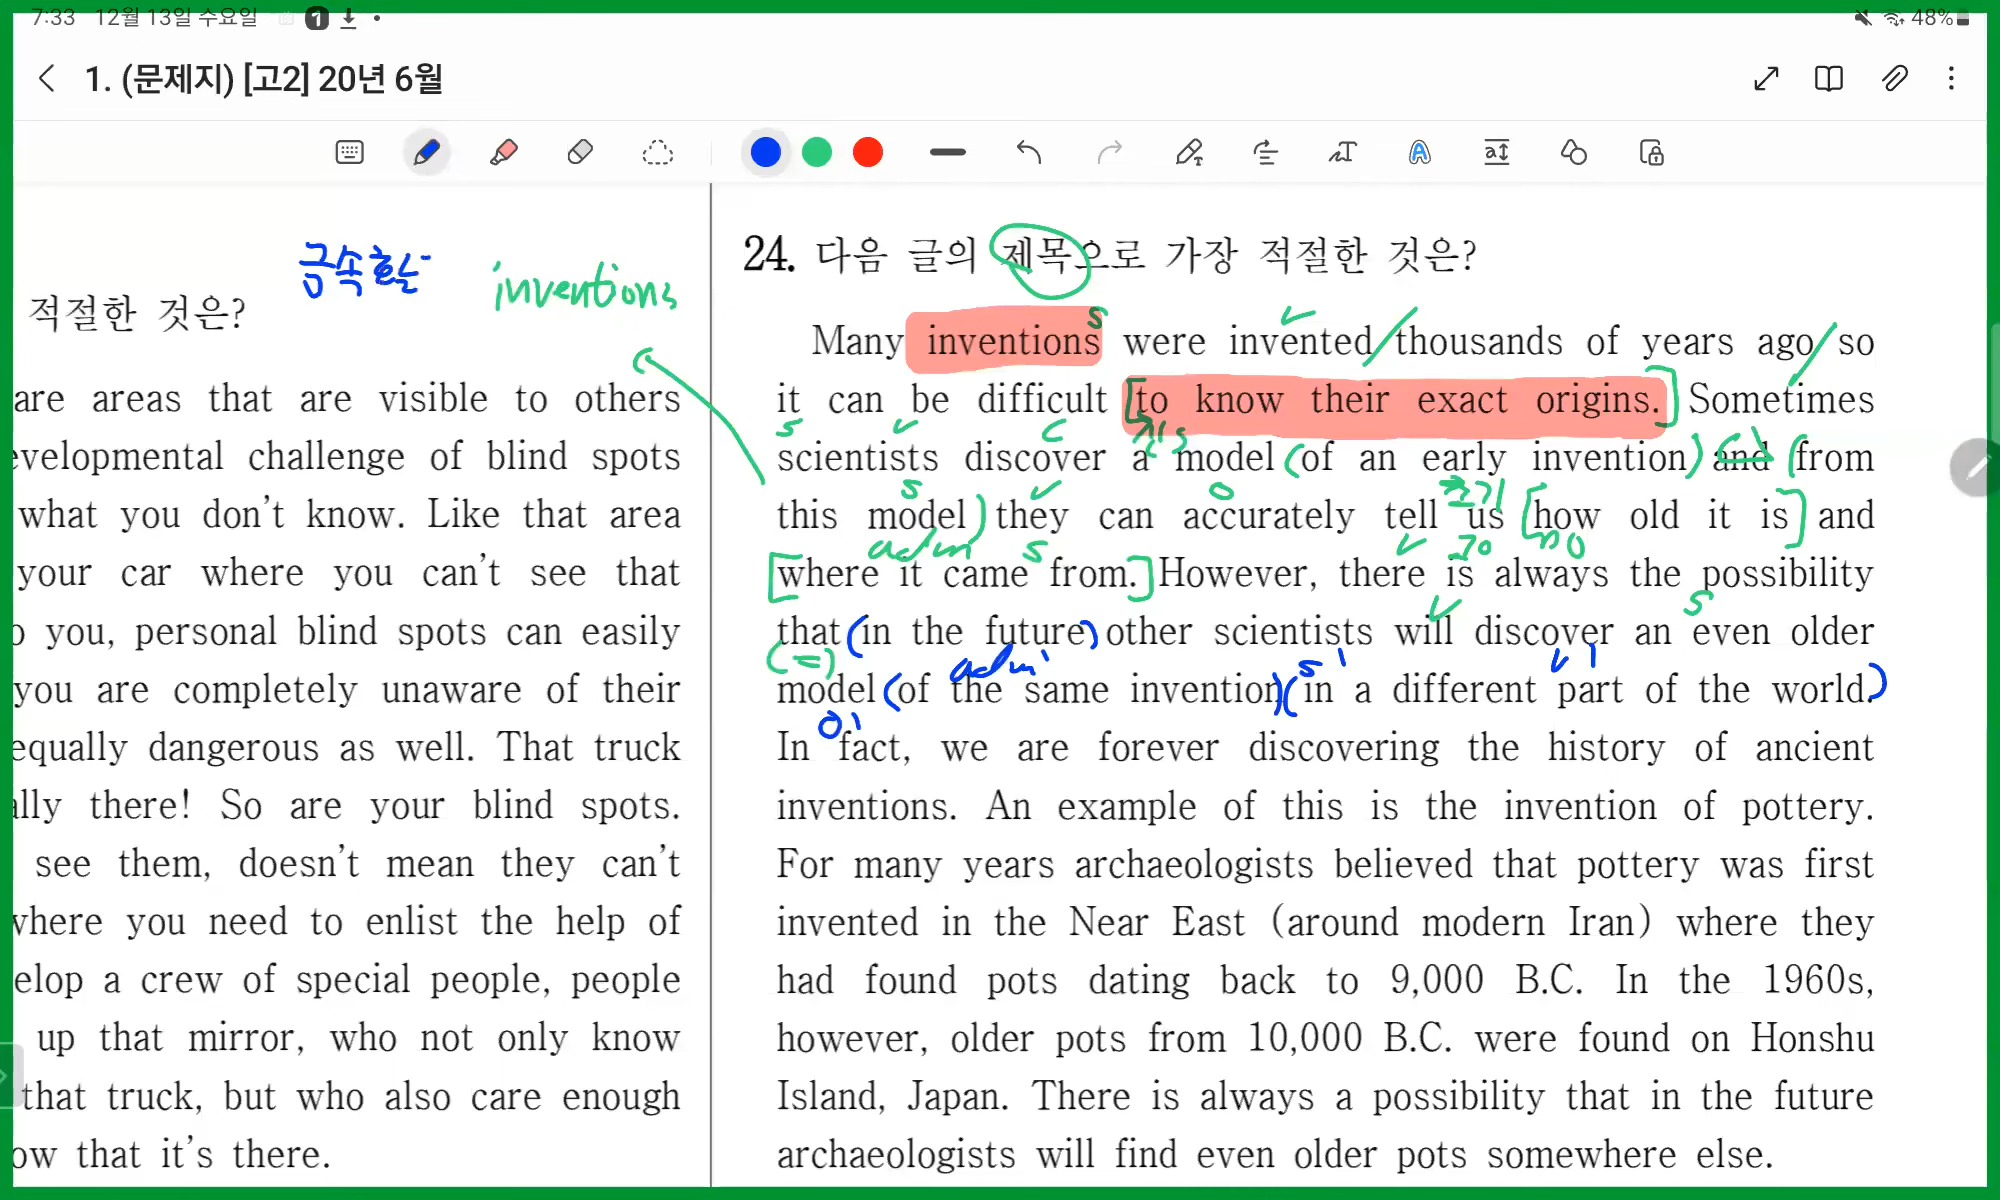 7:33 12월 13일 수요일
48%
1. (문제지) [고2] 20년 6월
금속활
inventions
적절한 것은?
are areas that are visible to others
evelopmental challenge of blind spots
what you don't know. Like that area
your car where you can't see that
o you, personal blind spots can easily
you are completely unaware of their
equally dangerous as well. That truck
ally there! So are your blind spots.
see them, doesn't mean they can't
where you need to enlist the help of
elop a crew of special people, people
up that mirror, who not only know
that truck, but who also care enough
ow that it's there.
24. 다음 글의 제목으로 가장 적절한 것은?
s
Many inventions were invented thousands of years ago so
it can be difficult [to know their exact origins.] Sometimes
s v c
scientists discover a model (of an early invention) and (from
s v o 초기
this model) they can accurately tell us [how old it is] and
adm s v IO DO
[where it came from.] However, there is always the possibility
v s
that (in the future) other scientists will discover an even older
(=) adm s' v'
model (of the same invention) (in a different part of the world.)
o'
In fact, we are forever discovering the history of ancient
inventions. An example of this is the invention of pottery.
For many years archaeologists believed that pottery was first
invented in the Near East (around modern Iran) where they
had found pots dating back to 9,000 B.C. In the 1960s,
however, older pots from 10,000 B.C. were found on Honshu
Island, Japan. There is always a possibility that in the future
archaeologists will find even older pots somewhere else.